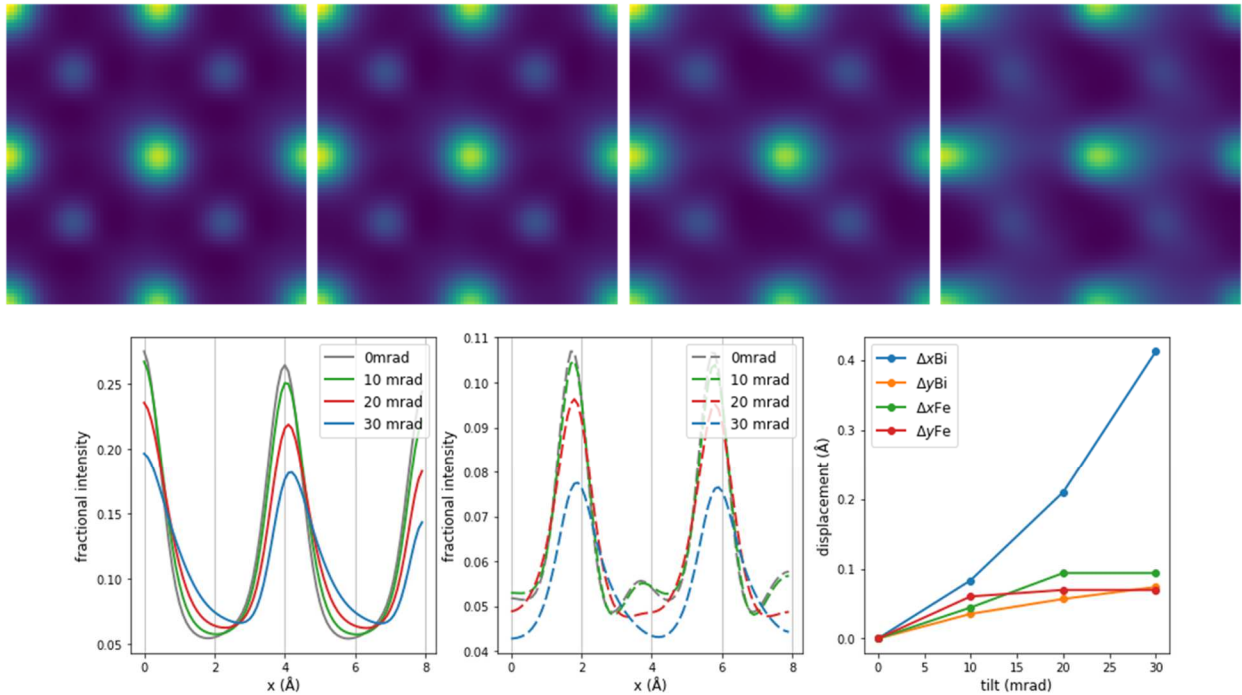 0.25
0.20
0.15
0.10
0.05
fractional intensity
0 2 4 6 8
x (Å)
0mrad
10 mrad
20 mrad
30 mrad
0.11
0.10
0.09
0.08
0.07
0.06
0.05
0.04
fractional intensity
0 2 4 6 8
x (Å)
0mrad
10 mrad
20 mrad
30 mrad
0.4
0.3
0.2
0.1
0.0
displacement (Å)
0 5 10 15 20 25 30
tilt (mrad)
ΔxBi
ΔyBi
ΔxFe
ΔyFe